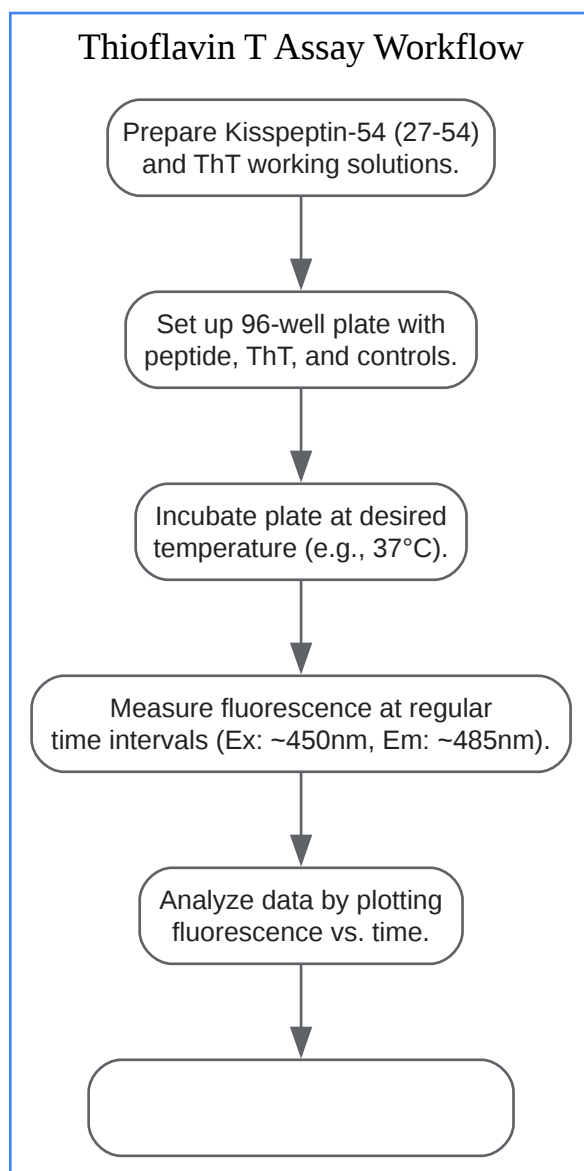 Thioflavin T Assay Workflow
Prepare Kisspeptin-54 (27-54)
and ThT working solutions.
Set up 96-well plate with
peptide, ThT, and controls.
Incubate plate at desired
temperature (e.g., 37°C).
Measure fluorescence at regular
time intervals (Ex: ~450nm, Em: ~485nm).
Analyze data by plotting
fluorescence vs. time.